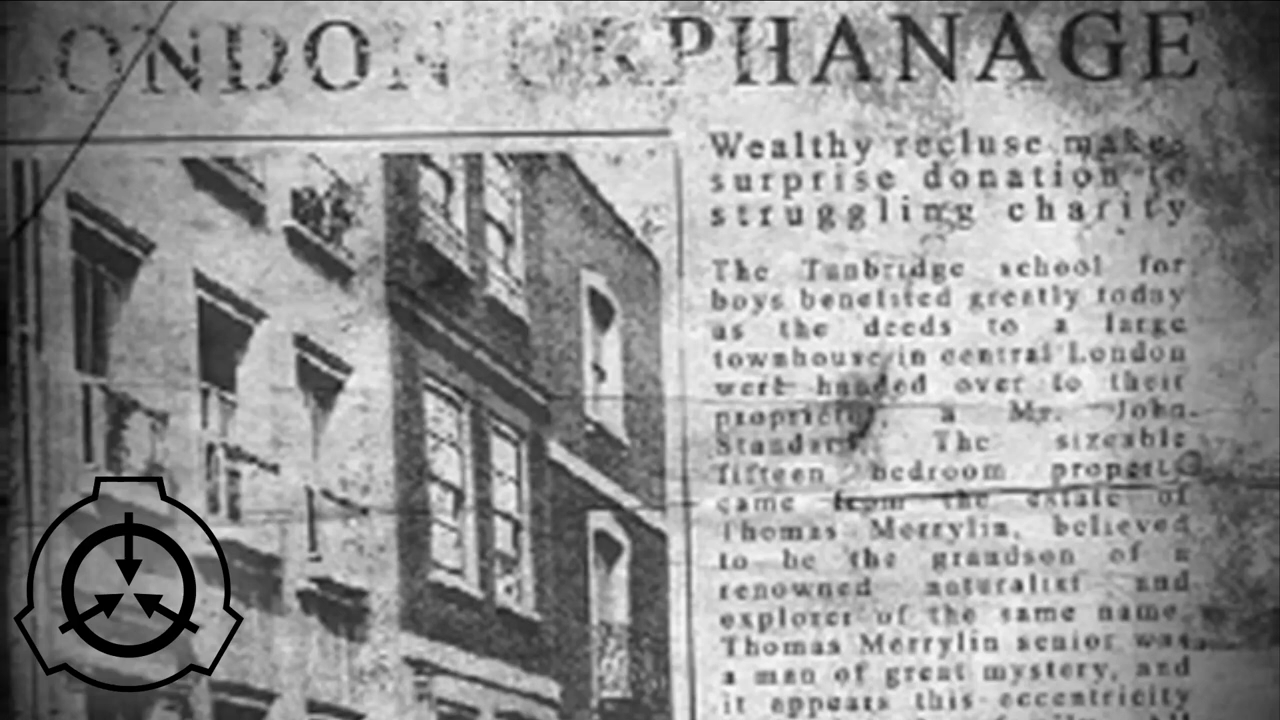 LONDON ORPHANAGE
Wealthy recluse makes
surprise donation to
struggling charity
The Tunbridge school for
boys benefited greatly today
as the deeds to a large
townhouse in central London
were handed over to their
proprietor, a Mr. John
Standard. The sizeable
fifteen bedroom property
came from the estate of
Thomas Merrylin, believed
to be the grandson of a
renowned naturalist and
explorer of the same name.
Thomas Merrylin senior was
a man of great mystery, and
it appears this eccentricity